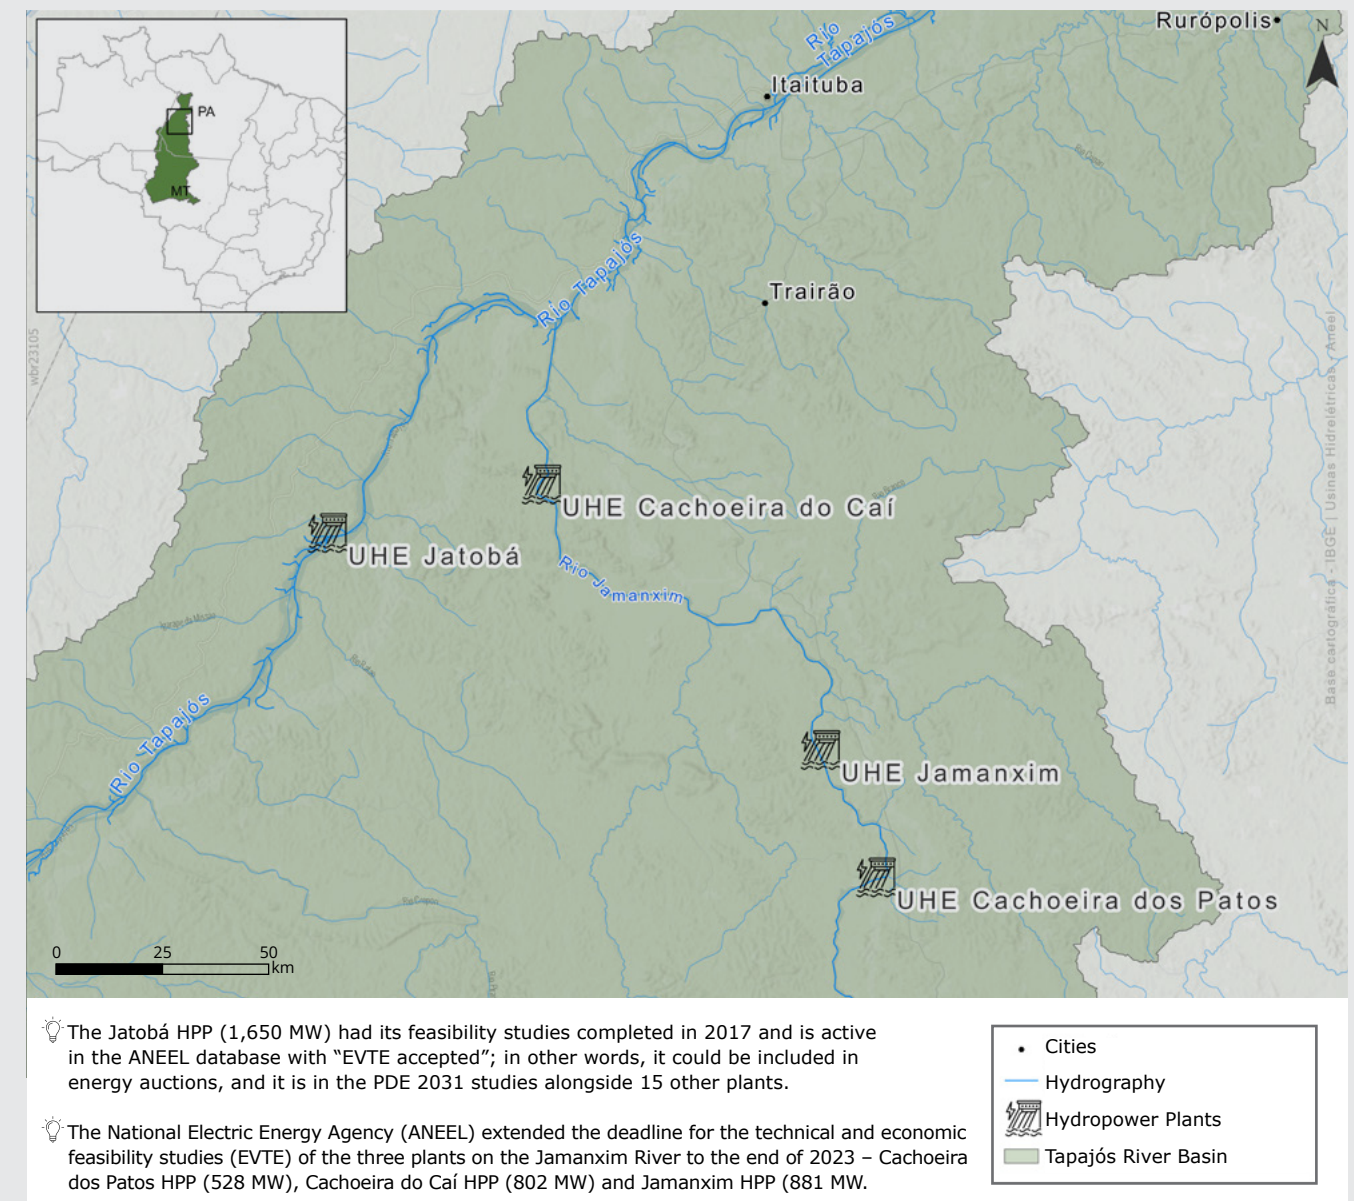 Rurópolis
N
Rio
Tapajós
Itaituba
PA
MT
Rio Tapajós
Trairão
wbr23105
Base cartográfica - IBGE | Usinas Hidrelétricas - Aneel
UHE Cachoeira do Caí
UHE Jatobá
Rio Jamanxim
Rio Tapajós
UHE Jamanxim
UHE Cachoeira dos Patos
0 25 50
km
The Jatobá HPP (1,650 MW) had its feasibility studies completed in 2017 and is active
in the ANEEL database with “EVTE accepted”; in other words, it could be included in
energy auctions, and it is in the PDE 2031 studies alongside 15 other plants.
The National Electric Energy Agency (ANEEL) extended the deadline for the technical and economic
feasibility studies (EVTE) of the three plants on the Jamanxim River to the end of 2023 – Cachoeira
dos Patos HPP (528 MW), Cachoeira do Caí HPP (802 MW) and Jamanxim HPP (881 MW.
Cities
Hydrography
Hydropower Plants
Tapajós River Basin